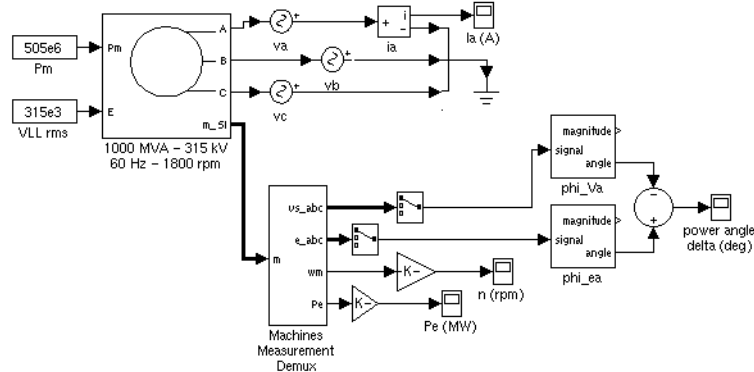 505e6
Pm
315e3
VLL rms
Pm
E
A
B
C
m_SI
1000 MVA – 315 kV
60 Hz – 1800 rpm
va
+
vb
+
vc
+
+
i
−
ia
Ia (A)
m
vs_abc
e_abc
wm
Pe
Machines
Measurement
Demux
K-
n (rpm)
K-
Pe (MW)
magnitude
signal
angle
phi_Va
magnitude
signal
angle
phi_ea
−
+
power angle
delta (deg)